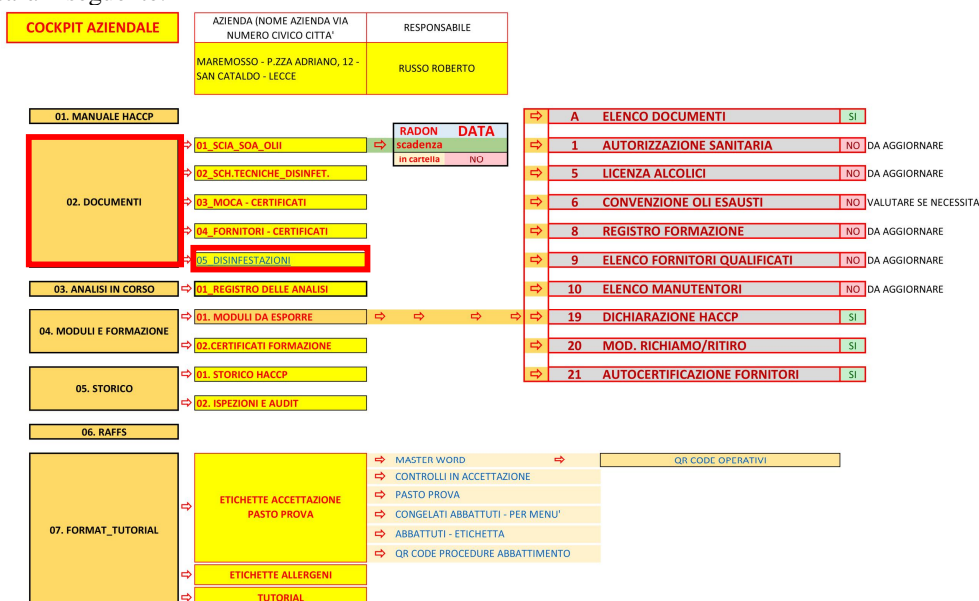 COCKPIT AZIENDALE
AZIENDA (NOME AZIENDA VIA
NUMERO CIVICO CITTA'
RESPONSABILE
MAREMOSSO - P.ZZA ADRIANO, 12 -
SAN CATALDO - LECCE
RUSSO ROBERTO
01. MANUALE HACCP
02. DOCUMENTI
01_SCIA_SOA_OLII
02_SCH.TECNICHE_DISINFET.
03_MOCA - CERTIFICATI
04_FORNITORI - CERTIFICATI
05_DISINFESTAZIONI
RADON DATA
scadenza
in cartella NO
03. ANALISI IN CORSO
01_REGISTRO DELLE ANALISI
04. MODULI E FORMAZIONE
01. MODULI DA ESPORRE
02.CERTIFICATI FORMAZIONE
05. STORICO
01. STORICO HACCP
02. ISPEZIONI E AUDIT
06. RAFFS
A ELENCO DOCUMENTI SI
1 AUTORIZZAZIONE SANITARIA NO DA AGGIORNARE
5 LICENZA ALCOLICI NO DA AGGIORNARE
6 CONVENZIONE OLI ESAUSTI NO VALUTARE SE NECESSITA
8 REGISTRO FORMAZIONE NO DA AGGIORNARE
9 ELENCO FORNITORI QUALIFICATI NO DA AGGIORNARE
10 ELENCO MANUTENTORI NO DA AGGIORNARE
19 DICHIARAZIONE HACCP SI
20 MOD. RICHIAMO/RITIRO SI
21 AUTOCERTIFICAZIONE FORNITORI SI
07. FORMAT_TUTORIAL
ETICHETTE ACCETTAZIONE
PASTO PROVA
MASTER WORD
QR CODE OPERATIVI
CONTROLLI IN ACCETTAZIONE
PASTO PROVA
CONGELATI ABBATTUTI - PER MENU'
ABBATTUTI - ETICHETTA
QR CODE PROCEDURE ABBATTIMENTO
ETICHETTE ALLERGENI
TUTORIAL